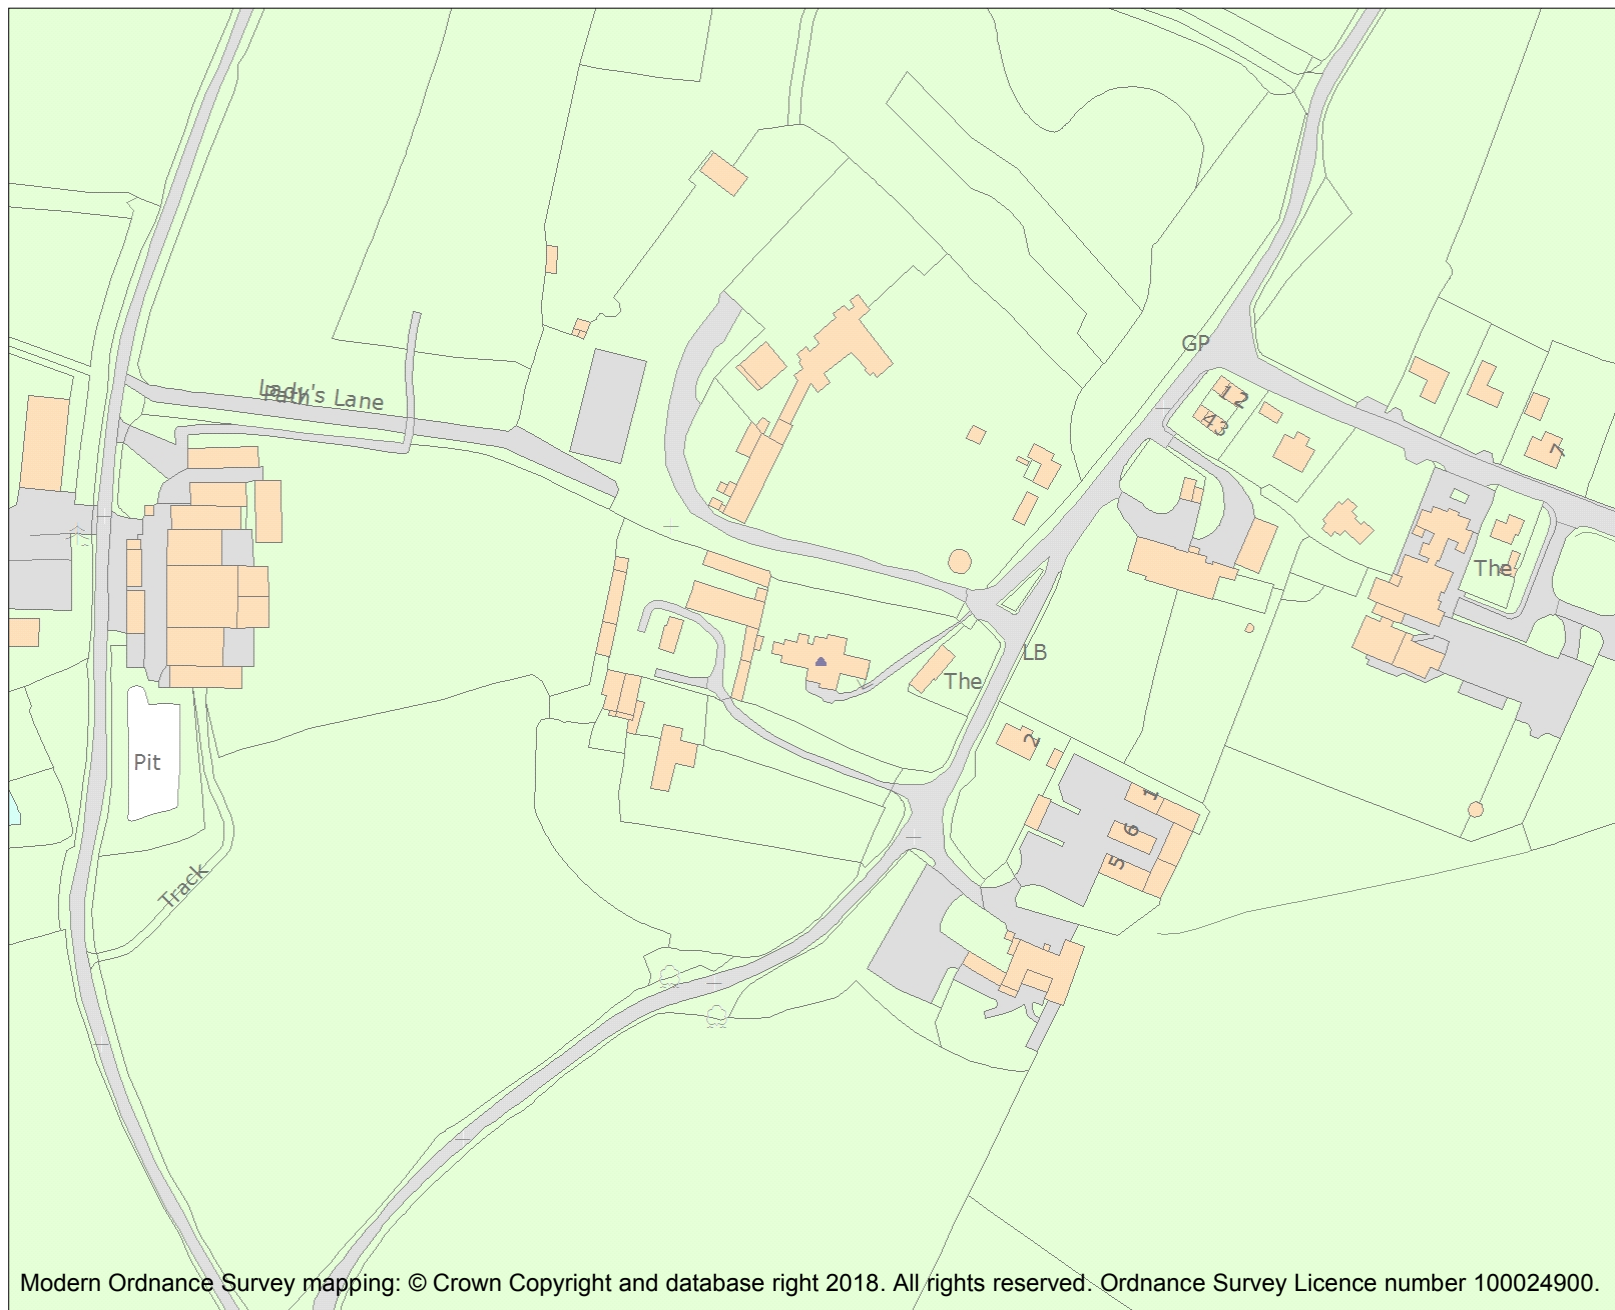 GP
Lady's Lane
Path
12
43
7
The
LB
The
2
Pit
1
6
5
Track
Modern Ordnance Survey mapping: © Crown Copyright and database right 2018. All rights reserved. Ordnance Survey Licence number 100024900.